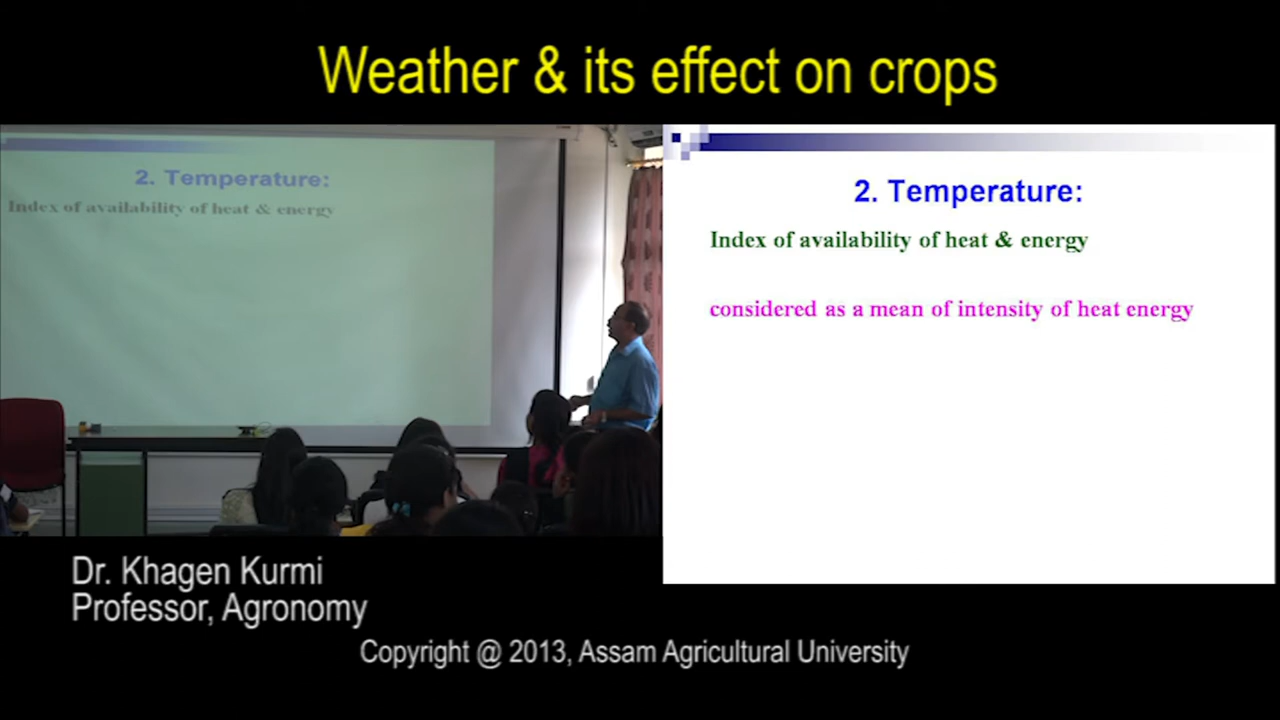 Weather & its effect on crops
2. Temperature:
Index of availability of heat & energy
2. Temperature:
Index of availability of heat & energy
considered as a mean of intensity of heat energy
Dr. Khagen Kurmi
Professor, Agronomy
Copyright @ 2013, Assam Agricultural University